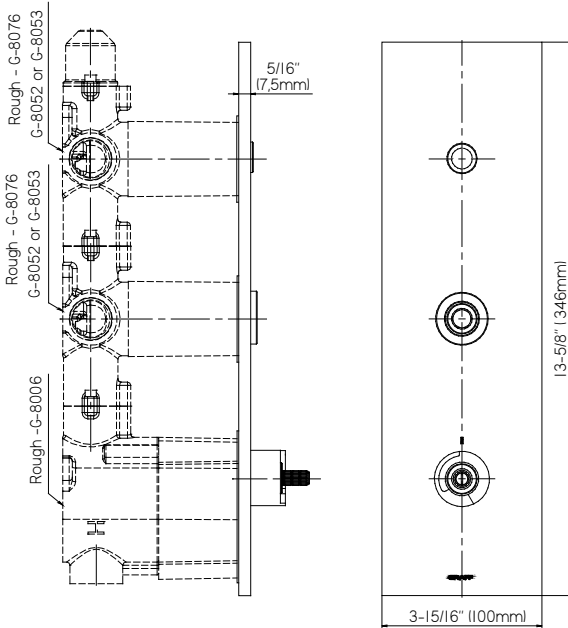 Rough - G-8076
G-8052 or G-8053
Rough - G-8076
G-8052 or G-8053
Rough -G-8006
5/16"
(7,5mm)
13-5/8" (346mm)
3-15/16" (100mm)
H